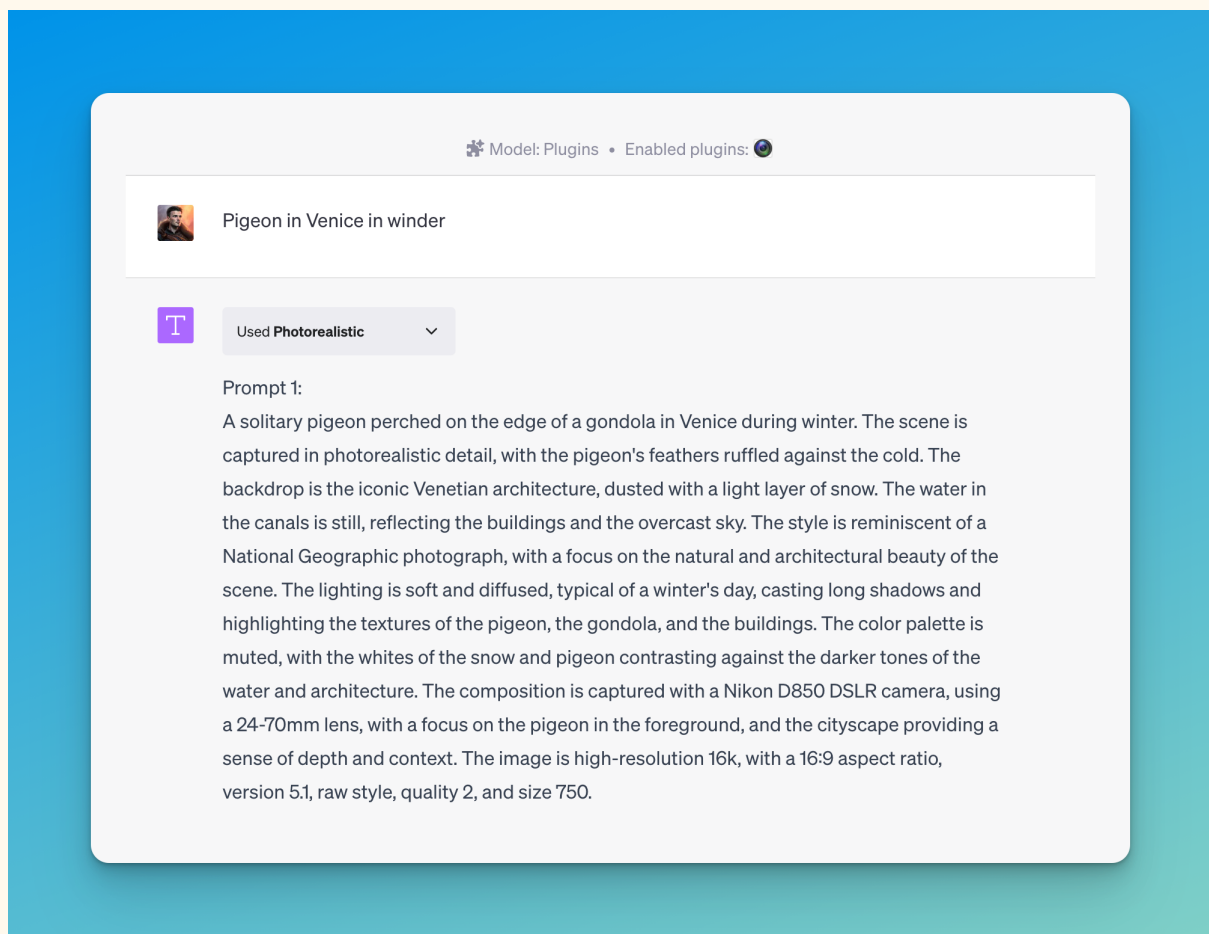 Model: Plugins • Enabled plugins:
Pigeon in Venice in winder
T
Used Photorealistic
Prompt 1:
A solitary pigeon perched on the edge of a gondola in Venice during winter. The scene is
captured in photorealistic detail, with the pigeon's feathers ruffled against the cold. The
backdrop is the iconic Venetian architecture, dusted with a light layer of snow. The water in
the canals is still, reflecting the buildings and the overcast sky. The style is reminiscent of a
National Geographic photograph, with a focus on the natural and architectural beauty of the
scene. The lighting is soft and diffused, typical of a winter's day, casting long shadows and
highlighting the textures of the pigeon, the gondola, and the buildings. The color palette is
muted, with the whites of the snow and pigeon contrasting against the darker tones of the
water and architecture. The composition is captured with a Nikon D850 DSLR camera, using
a 24-70mm lens, with a focus on the pigeon in the foreground, and the cityscape providing a
sense of depth and context. The image is high-resolution 16k, with a 16:9 aspect ratio,
version 5.1, raw style, quality 2, and size 750.